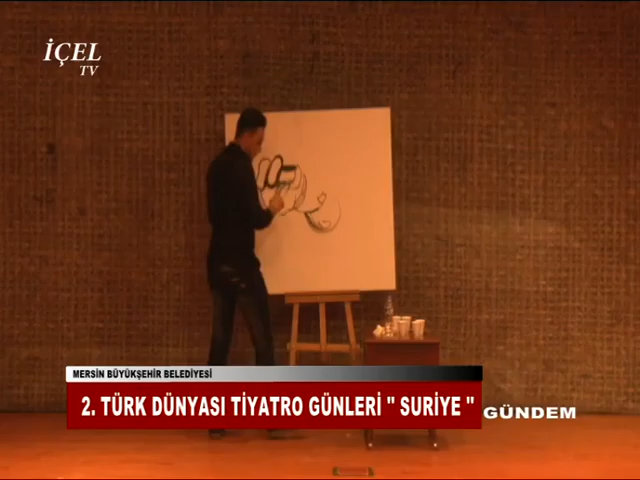 İÇEL
TV
MERSİN BÜYÜKŞEHİR BELEDİYESİ
2. TÜRK DÜNYASI TİYATRO GÜNLERİ " SURİYE "
GÜNDEM